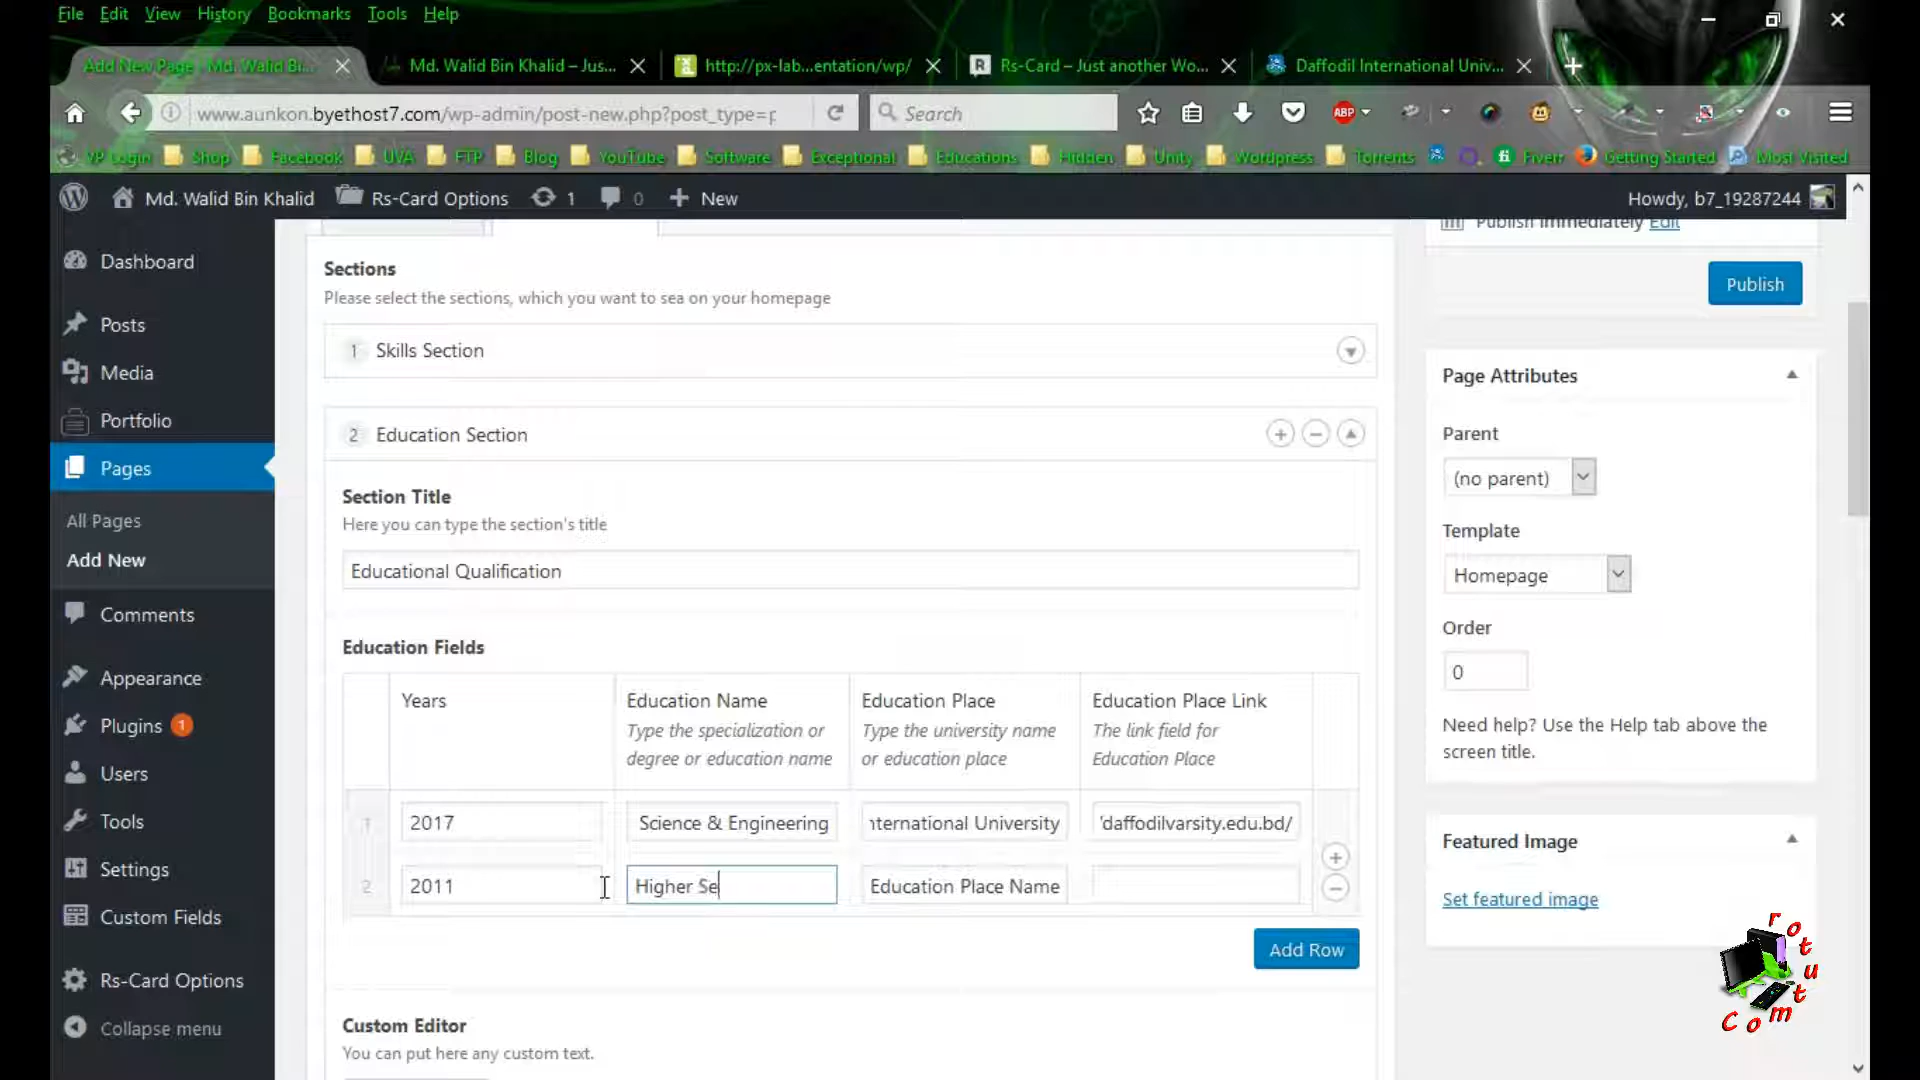 File Edit View History Bookmarks Tools Help
Add New Page - Md. Walid Bi...
Md. Walid Bin Khalid – Jus...
http://px-lab...entation/wp/
Rs-Card – Just another Wo...
Daffodil International Univ...
www.aunkon.byethost7.com/wp-admin/post-new.php?post_type=p
Search
ABP
VP Login Shop Facebook UVA FTP Blog YouTube Software Exceptional Educations Hidden Unity Wordpress Torrents Fiverr Getting Started Most Visited
Md. Walid Bin Khalid Rs-Card Options 1 0 New
Howdy, b7_19287244
Dashboard
Posts
Media
Portfolio
Pages
All Pages
Add New
Comments
Appearance
Plugins 1
Users
Tools
Settings
Custom Fields
Rs-Card Options
Collapse menu
Sections
Please select the sections, which you want to sea on your homepage
1 Skills Section
2 Education Section
Section Title
Here you can type the section's title
Educational Qualification
Education Fields
Years
Education Name
Type the specialization or
degree or education name
Education Place
Type the university name
or education place
Education Place Link
The link field for
Education Place
1 2017 Science & Engineering nternational University daffodilvarsity.edu.bd/
2 2011 Higher Se Education Place Name
Add Row
Custom Editor
You can put here any custom text.
Publish immediately Edit
Publish
Page Attributes
Parent
(no parent)
Template
Homepage
Order
0
Need help? Use the Help tab above the
screen title.
Featured Image
Set featured image
Comtutor